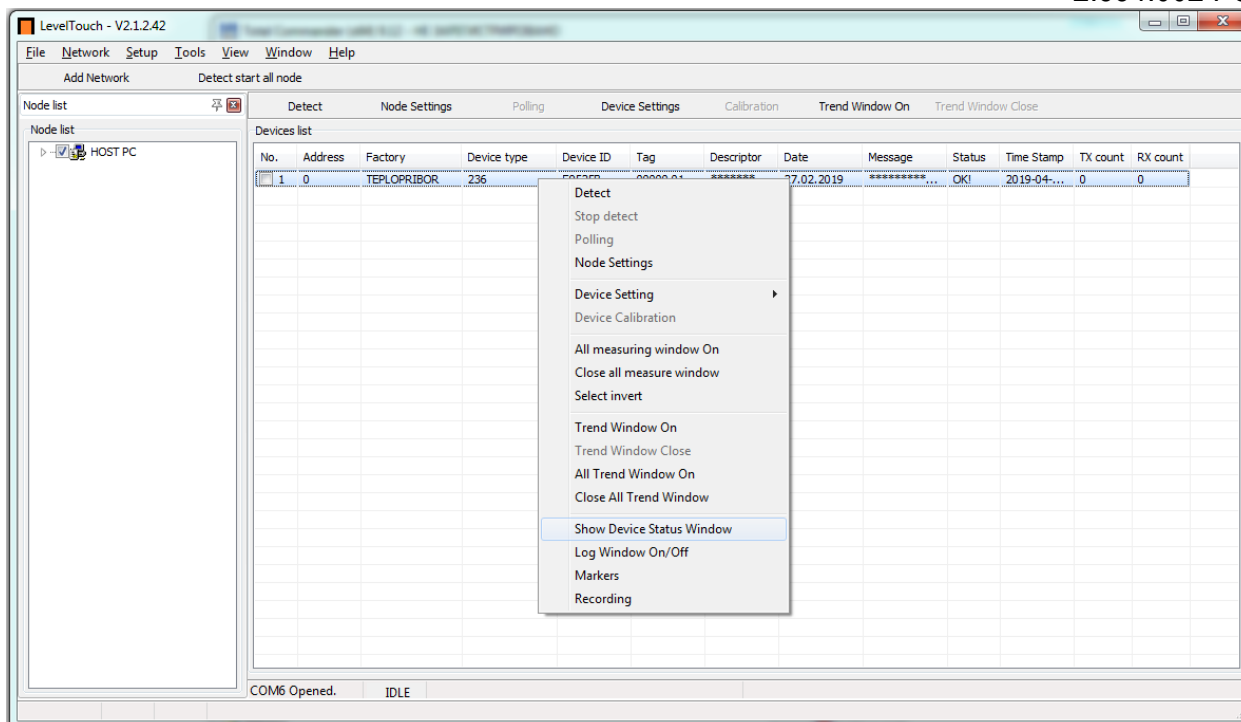 LevelTouch - V2.1.2.42
File Network Setup Tools View Window Help
Add Network Detect start all node
Node list
Detect Node Settings Polling Device Settings Calibration Trend Window On Trend Window Close
Node list
HOST PC
Devices list
No. Address Factory Device type Device ID Tag Descriptor Date Message Status Time Stamp TX count RX count
1 0 TEPLOPRIBOR 236 ******* 27.02.2019 *********... OK! 2019-04-... 0 0
Detect
Stop detect
Polling
Node Settings
Device Setting
Device Calibration
All measuring window On
Close all measure window
Select invert
Trend Window On
Trend Window Close
All Trend Window On
Close All Trend Window
Show Device Status Window
Log Window On/Off
Markers
Recording
COM6 Opened. IDLE